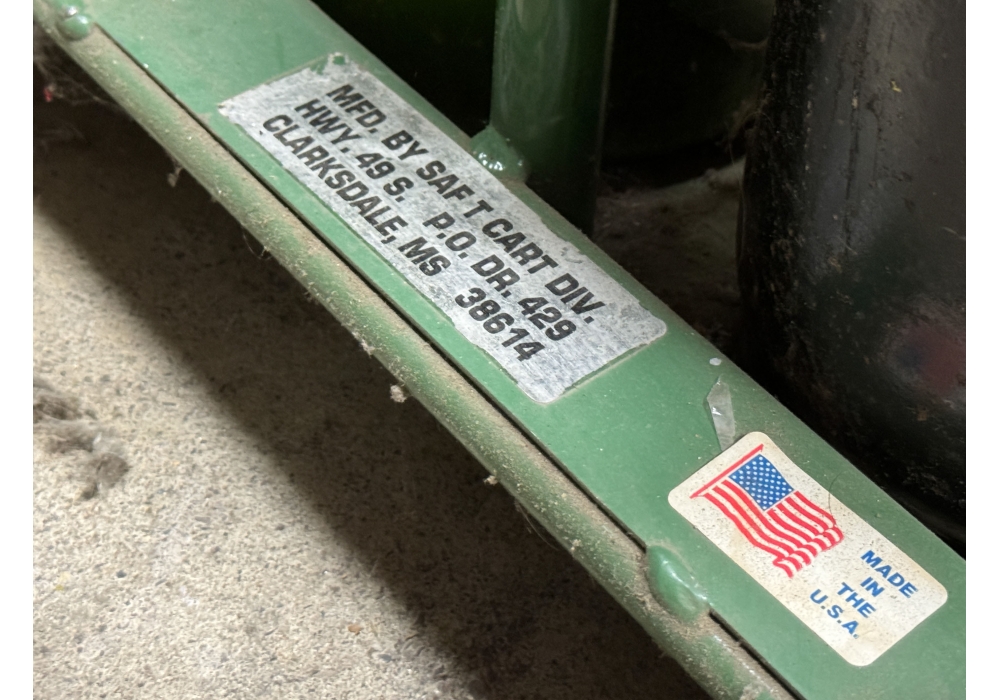 MFD. BY SAF T CART DIV.
HWY. 49 S. P.O. DR. 429
CLARKSDALE, MS 38614
MADE
IN
THE
U.S.A.